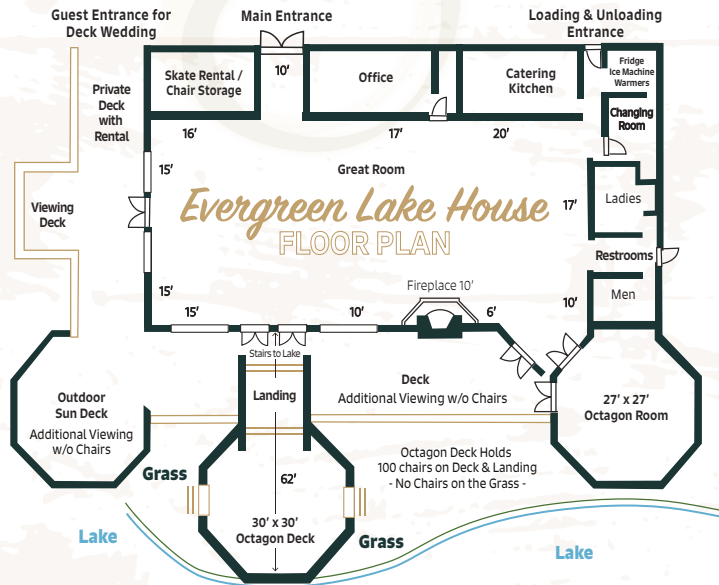 Guest Entrance for
Deck Wedding
Main Entrance
Loading & Unloading
Entrance
Private
Deck
with
Rental
Skate Rental /
Chair Storage
10'
Office
Catering
Kitchen
Fridge
Ice Machine
Warmers
Changing
Room
16'
17'
20'
15'
Great Room
Viewing
Deck
Evergreen Lake House
FLOOR PLAN
17'
Ladies
Restrooms
15'
Fireplace 10'
Men
15'
10'
6'
10'
Stairs to Lake
Landing
Deck
Additional Viewing w/o Chairs
Outdoor
Sun Deck
Additional Viewing
w/o Chairs
27' x 27'
Octagon Room
Grass
62'
Octagon Deck Holds
100 chairs on Deck & Landing
- No Chairs on the Grass -
30' x 30'
Octagon Deck
Lake
Grass
Lake